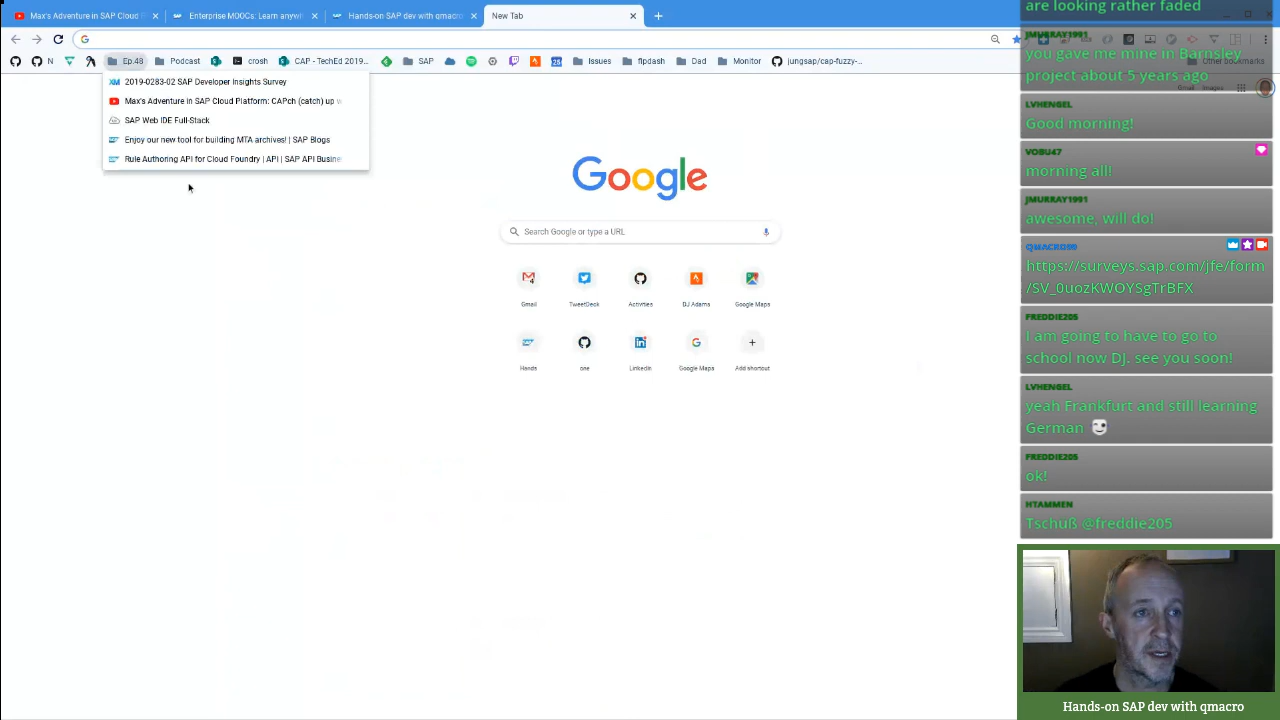 Max's Adventure in SAP Cloud B
Enterprise MOOCs: Learn anywh
Hands-on SAP dev with qmacro
New Tab
N
Ep.48
Podcast
crosh
CAP - TechEd 2019...
SAP
Issues
flpdash
Dad
Monitor
jungsap/cap-fuzzy-...
Other bookmarks
2019-0283-02 SAP Developer Insights Survey
Max's Adventure in SAP Cloud Platform: CAPch (catch) up w
SAP Web IDE Full-Stack
Enjoy our new tool for building MTA archives! | SAP Blogs
Rule Authoring API for Cloud Foundry | API | SAP API Busine
Gmail Images
Google
Search Google or type a URL
Gmail
TweetDeck
Activities
DJ Adams
Google Maps
Hands
one
LinkedIn
Google Maps
Add shortcut
are looking rather faded
JMURRAY1991
you gave me mine in Barnsley
project about 5 years ago
LVHENGEL
Good morning!
VOBU47
morning all!
JMURRAY1991
awesome, will do!
QMACRO99
https://surveys.sap.com/jfe/form
/SV_0uozKWOYSgTrBFX
FREDDIE205
I am going to have to go to
school now DJ. see you soon!
LVHENGEL
yeah Frankfurt and still learning
German
FREDDIE205
ok!
HTAMMEN
Tschuß @freddie205
Hands-on SAP dev with qmacro